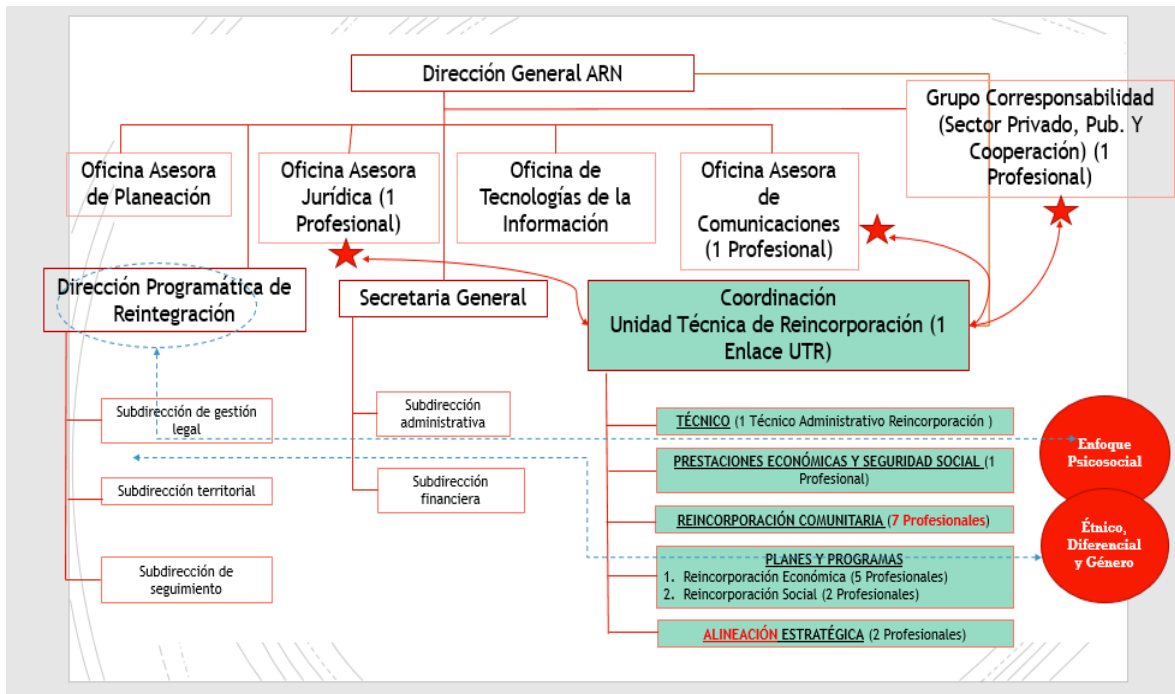 Dirección General ARN
Grupo Corresponsabilidad
(Sector Privado, Pub. Y
Cooperación) (1
Profesional)
Oficina Asesora
de Planeación
Oficina Asesora
Jurídica (1
Profesional)
Oficina de
Tecnologías de la
Información
Oficina Asesora
de
Comunicaciones
(1 Profesional)
Dirección Programática de
Reintegración
Secretaria General
Coordinación
Unidad Técnica de Reincorporación (1
Enlace UTR)
Subdirección de gestión
legal
Subdirección territorial
Subdirección de
seguimiento
Subdirección
administrativa
Subdirección
financiera
TÉCNICO (1 Técnico Administrativo Reincorporación )
PRESTACIONES ECONÓMICAS Y SEGURIDAD SOCIAL (1
Profesional)
REINCORPORACIÓN COMUNITARIA (7 Profesionales)
PLANES Y PROGRAMAS
1. Reincorporación Económica (5 Profesionales)
2. Reincorporación Social (2 Profesionales)
ALINEACIÓN ESTRATÉGICA (2 Profesionales)
Enfoque
Psicosocial
Étnico,
Diferencial
y Género